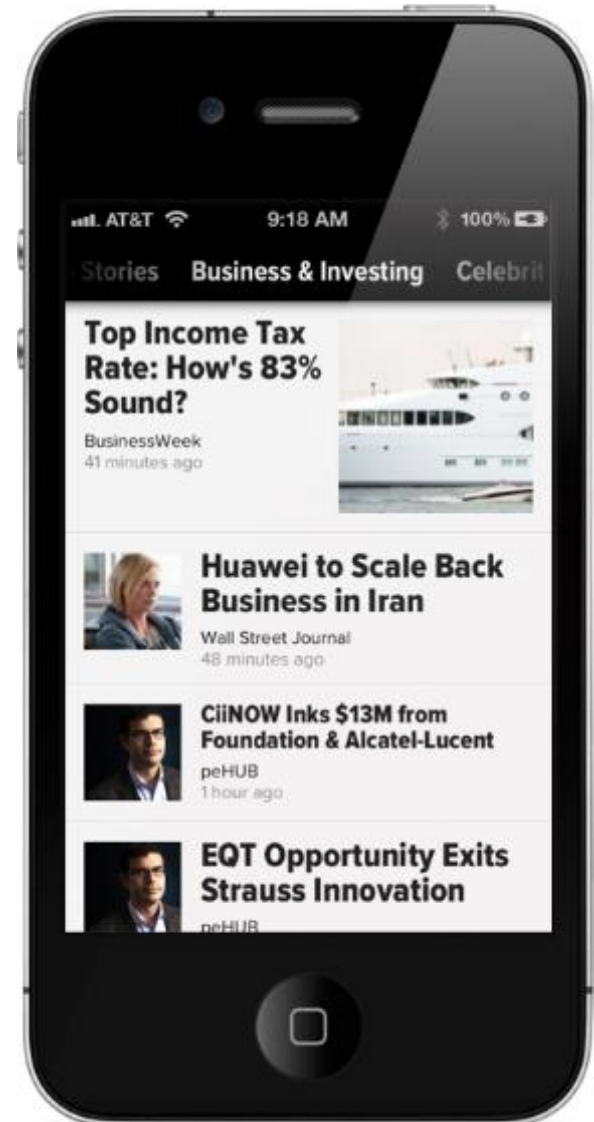 AT&T 9:18 AM 100%
Stories Business & Investing Celebrit
Top Income Tax
Rate: How's 83%
Sound?
BusinessWeek
41 minutes ago
Huawei to Scale Back
Business in Iran
Wall Street Journal
48 minutes ago
CiiNOW Inks $13M from
Foundation & Alcatel-Lucent
peHUB
1 hour ago
EQT Opportunity Exits
Strauss Innovation
peHUB